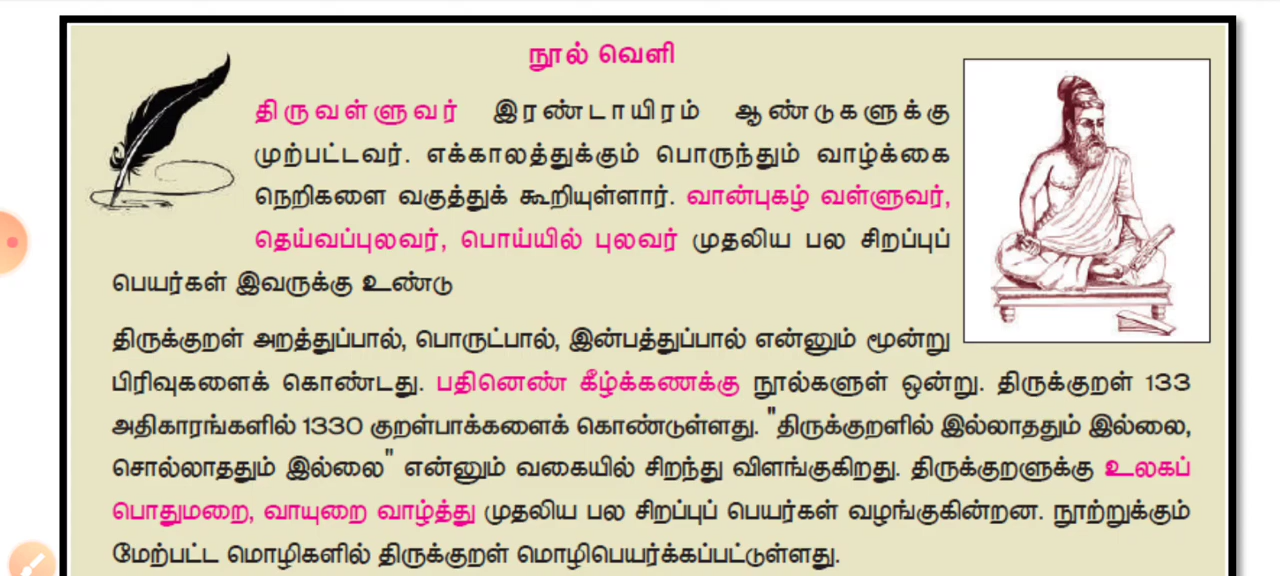 நூல் வெளி
திருவள்ளுவர் இரண்டாயிரம் ஆண்டுகளுக்கு
முற்பட்டவர். எக்காலத்துக்கும் பொருந்தும் வாழ்க்கை
நெறிகளை வகுத்துக் கூறியுள்ளார். வான்புகழ் வள்ளுவர்,
தெய்வப்புலவர், பொய்யில் புலவர் முதலிய பல சிறப்புப்
பெயர்கள் இவருக்கு உண்டு
திருக்குறள் அறத்துப்பால், பொருட்பால், இன்பத்துப்பால் என்னும் மூன்று
பிரிவுகளைக் கொண்டது. பதினெண் கீழ்க்கணக்கு நூல்களுள் ஒன்று. திருக்குறள் 133
அதிகாரங்களில் 1330 குறள்பாக்களைக் கொண்டுள்ளது. "திருக்குறளில் இல்லாததும் இல்லை,
சொல்லாததும் இல்லை" என்னும் வகையில் சிறந்து விளங்குகிறது. திருக்குறளுக்கு உலகப்
பொதுமறை, வாயுறை வாழ்த்து முதலிய பல சிறப்புப் பெயர்கள் வழங்குகின்றன. நூற்றுக்கும்
மேற்பட்ட மொழிகளில் திருக்குறள் மொழிபெயர்க்கப்பட்டுள்ளது.